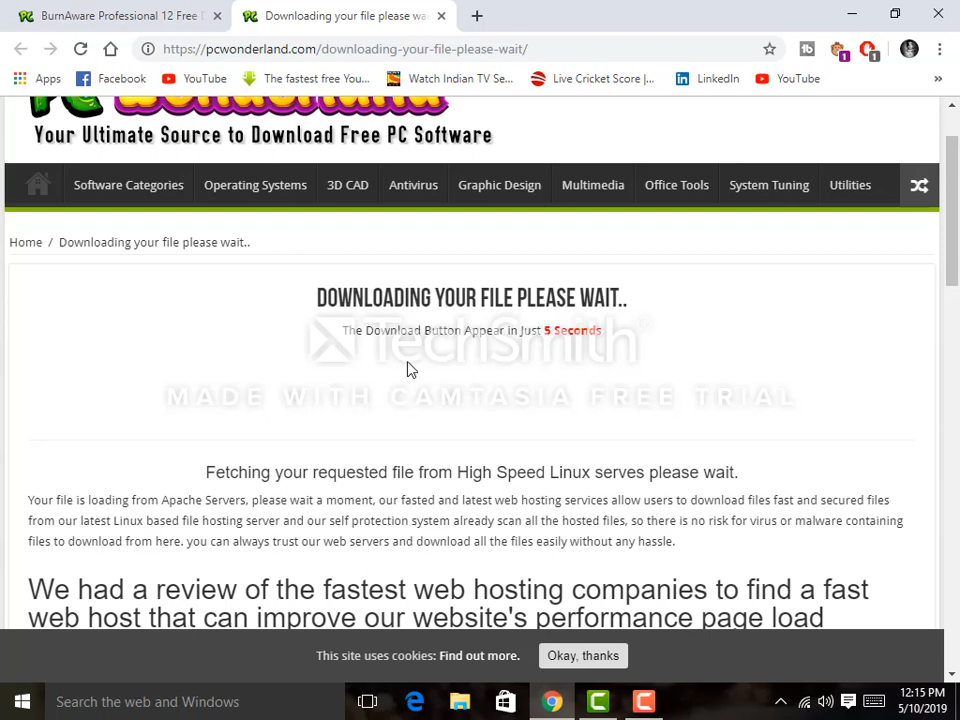 BurnAware Professional 12 Free
Downloading your file please wa
https://pcwonderland.com/downloading-your-file-please-wait/
1
1
Apps
Facebook
YouTube
The fastest free You...
Watch Indian TV Se...
Live Cricket Score |...
LinkedIn
YouTube
»
Your Ultimate Source to Download Free PC Software
Software Categories
Operating Systems
3D CAD
Antivirus
Graphic Design
Multimedia
Office Tools
System Tuning
Utilities
Home / Downloading your file please wait..
DOWNLOADING YOUR FILE PLEASE WAIT..
The Download Button Appear in Just 5 Seconds
TechSmith
MADE WITH CAMTASIA FREE TRIAL
Fetching your requested file from High Speed Linux serves please wait.
Your file is loading from Apache Servers, please wait a moment, our fasted and latest web hosting services allow users to download files fast and secured files
from our latest Linux based file hosting server and our self protection system already scan all the hosted files, so there is no risk for virus or malware containing
files to download from here. you can always trust our web servers and download all the files easily without any hassle.
We had a review of the fastest web hosting companies to find a fast
web host that can improve our website's performance page load
This site uses cookies: Find out more.
Okay, thanks
Search the web and Windows
12:15 PM
5/10/2019